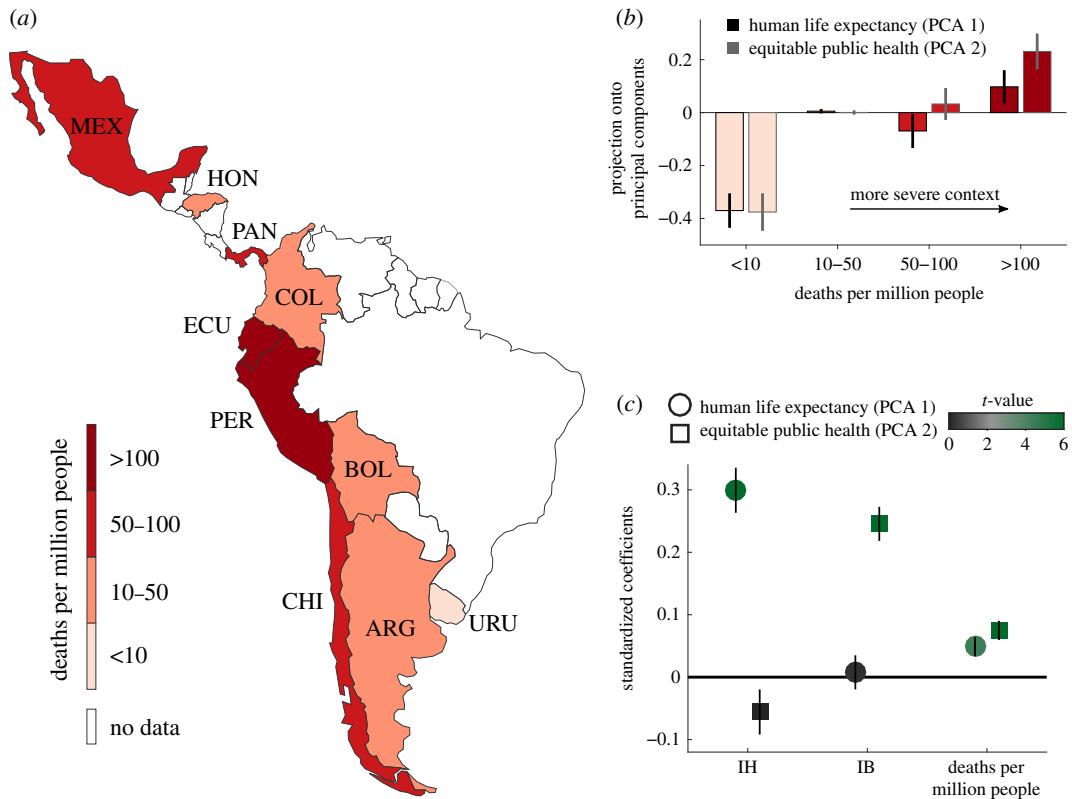 (a)
MEX
HON
PAN
COL
ECU
PER
BOL
CHI
ARG
URU
deaths per million people
>100
50–100
10–50
<10
no data
(b)
human life expectancy (PCA 1)
equitable public health (PCA 2)
projection onto
principal components
0.2
0
−0.2
−0.4
more severe context
<10
10–50
50–100
>100
deaths per million people
(c)
human life expectancy (PCA 1)
equitable public health (PCA 2)
t-value
0 2 4 6
standardized coefficients
0.3
0.2
0.1
0
−0.1
IH
IB
deaths per
million people